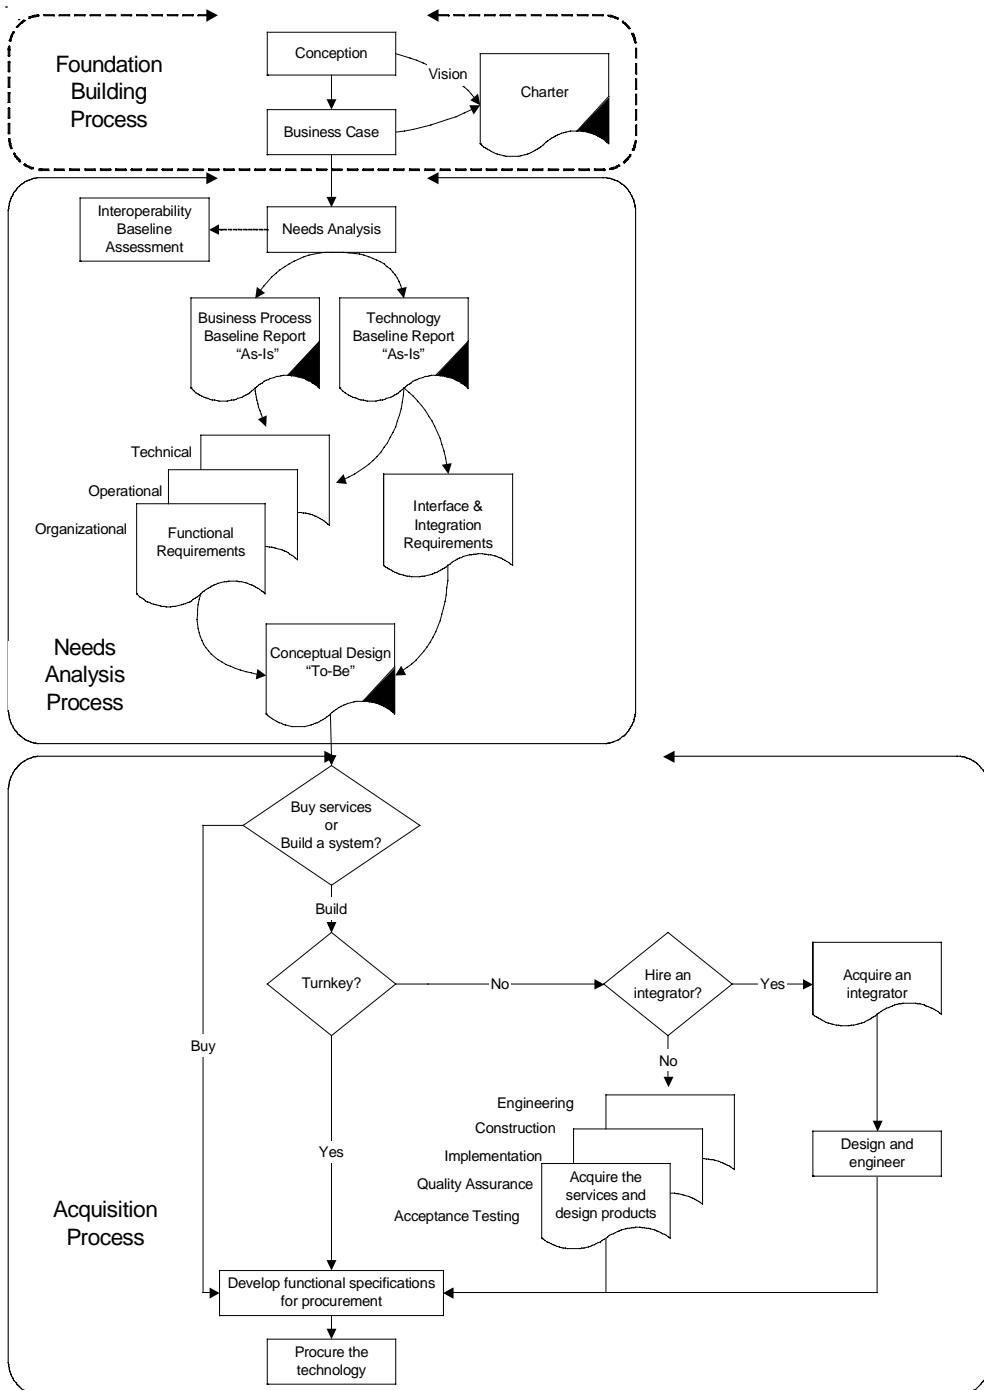 Foundation
Building
Process
Conception
Vision
Charter
Business Case
Interoperability
Baseline
Assessment
Needs Analysis
Business Process
Baseline Report
“As-Is”
Technology
Baseline Report
“As-Is”
Technical
Operational
Organizational
Functional
Requirements
Interface &
Integration
Requirements
Needs
Analysis
Process
Conceptual Design
“To-Be”
Buy services
or
Build a system?
Build
Turnkey?
No
Hire an
integrator?
Yes
Acquire an
integrator
Buy
No
Yes
Engineering
Construction
Implementation
Quality Assurance
Acceptance Testing
Acquire the
services and
design products
Design and
engineer
Acquisition
Process
Develop functional specifications
for procurement
Procure the
technology